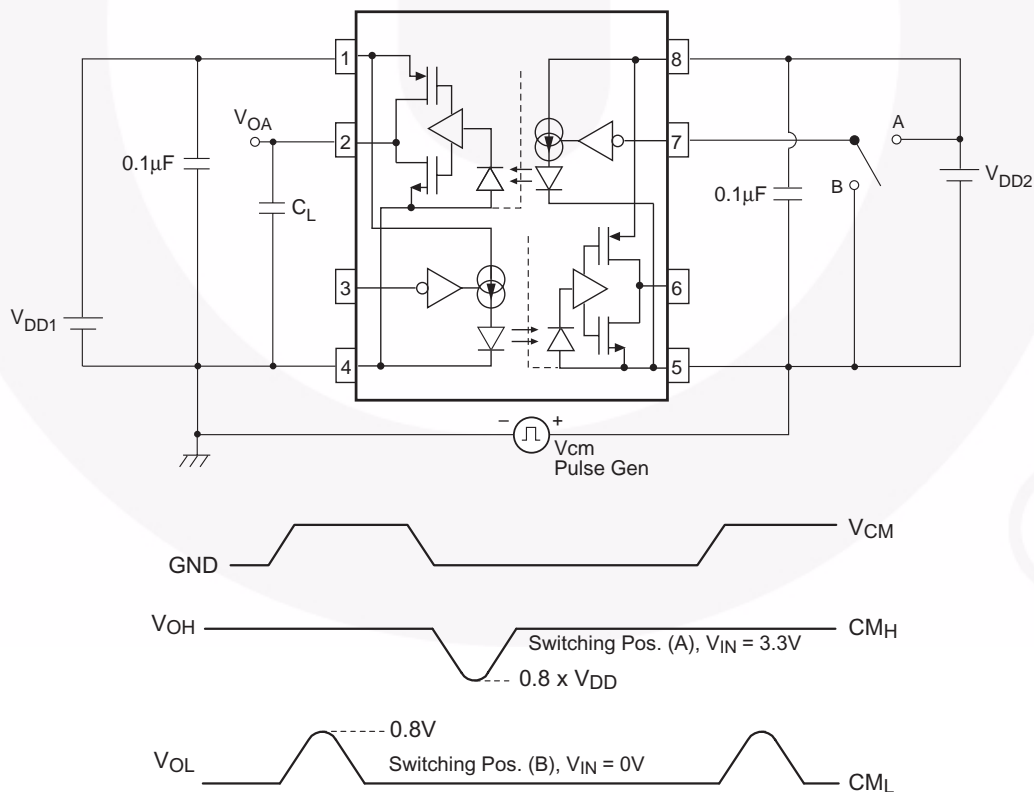 1
8
V_OA
2
7
A
0.1μF
B
0.1μF
V_DD2
C_L
3
6
V_DD1
4
5
– +
Vcm
Pulse Gen
GND
V_CM
V_OH
CM_H
Switching Pos. (A), V_IN = 3.3V
0.8 x V_DD
0.8V
V_OL
Switching Pos. (B), V_IN = 0V
CM_L